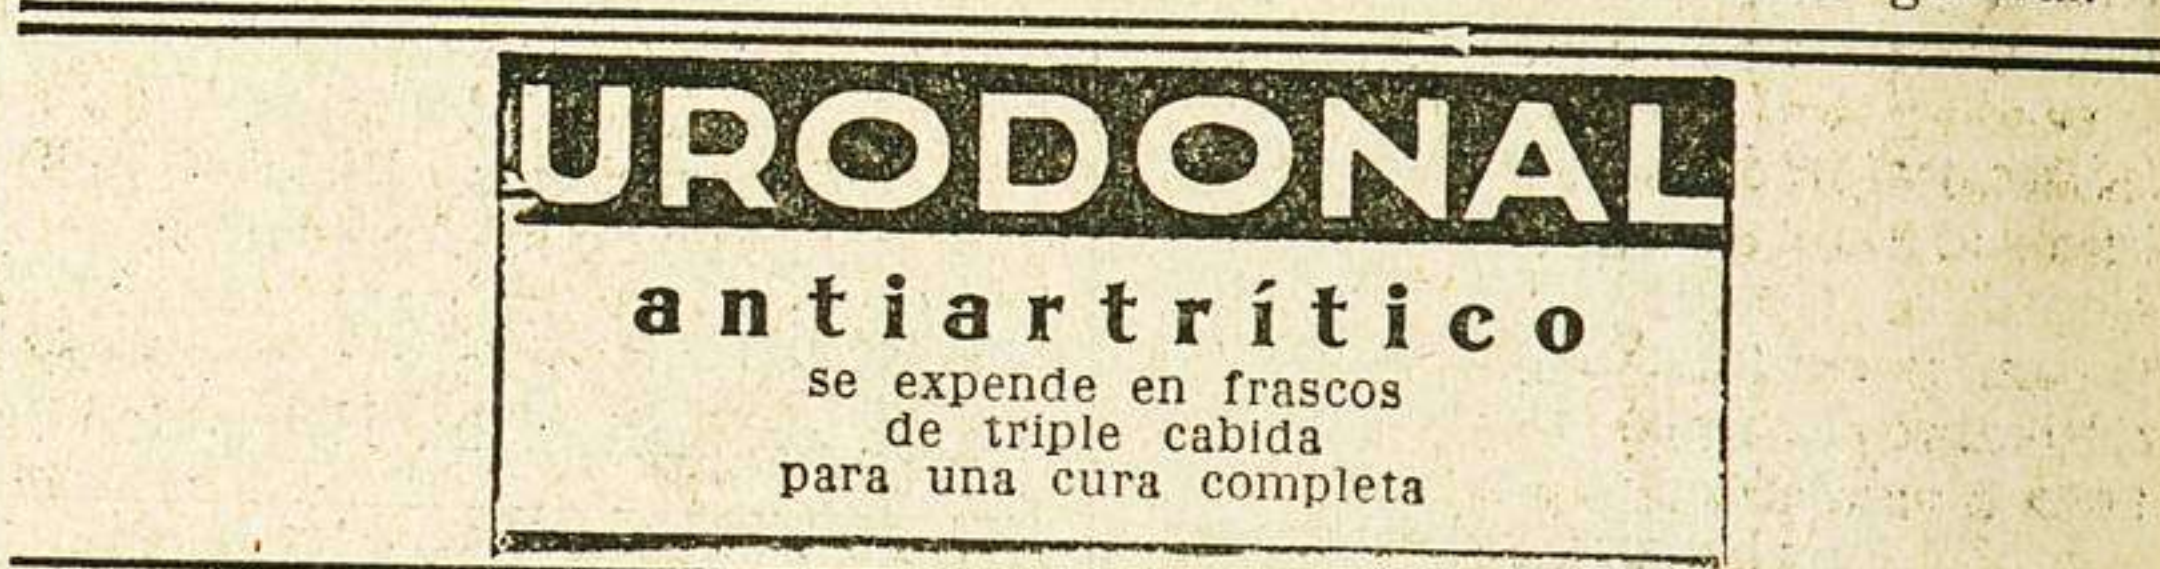 URODONAL
antiartrítico
se expende en frascos
de triple cabida
para una cura completa